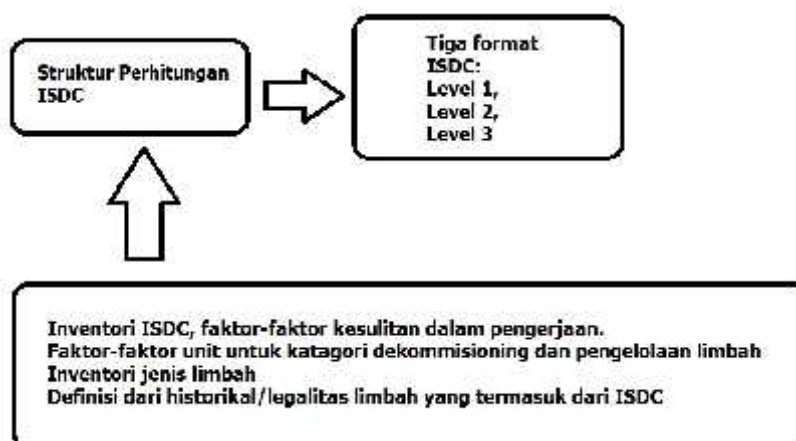 Struktur Perhitungan
ISDC
Tiga format
ISDC:
Level 1,
Level 2,
Level 3
Inventori ISDC, faktor-faktor kesulitan dalam pengerjaan.
Faktor-faktor unit untuk katagori dekommisioning dan pengelolaan limbah
Inventori jenis limbah
Definisi dari historikal/legalitas limbah yang termasuk dari ISDC